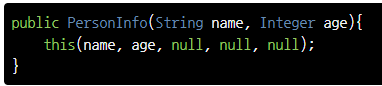 public PersonInfo(String name, Integer age){
    this(name, age, null, null, null);
}